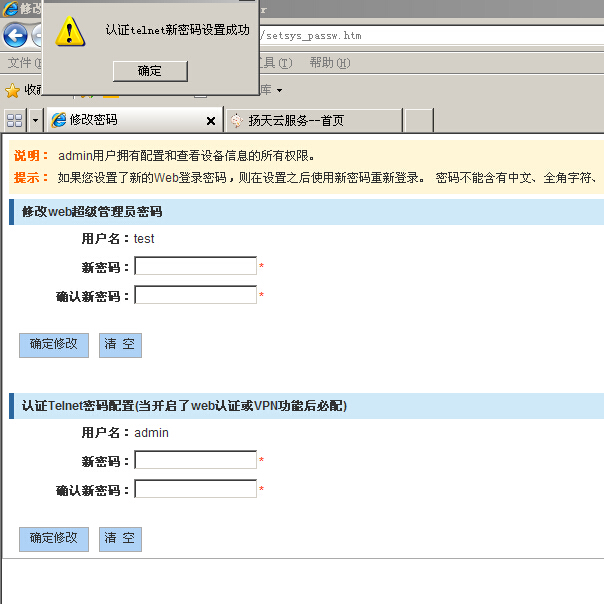 修改密
r
认证telnet新密码设置成功
确定
/setsys_passw.htm
文件(F
工具(T)
帮助(H)
收
库
修改密码
扬天云服务--首页
说明： admin用户拥有配置和查看设备信息的所有权限。
提示： 如果您设置了新的Web登录密码，则在设置之后使用新密码重新登录。 密码不能含有中文、全角字符、
修改web超级管理员密码
用户名：test
新密码： *
确认新密码： *
确定修改 清 空
认证Telnet密码配置(当开启了web认证或VPN功能后必配)
用户名：admin
新密码： *
确认新密码： *
确定修改 清 空